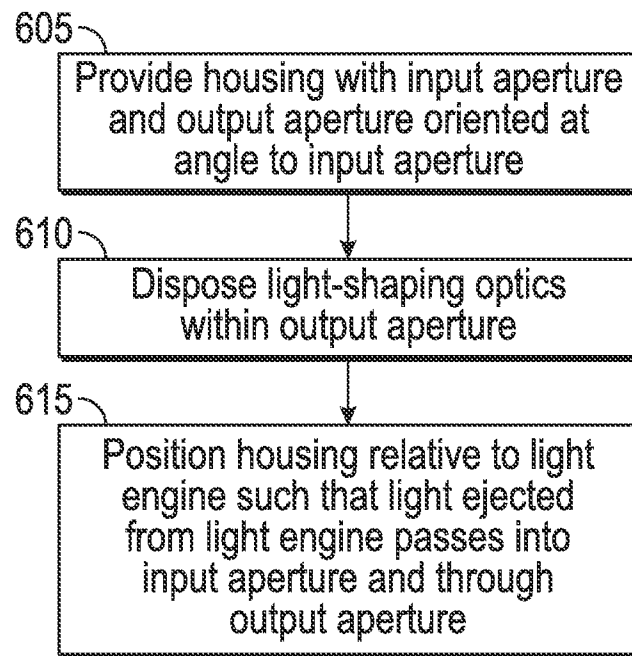 605
Provide housing with input aperture
and output aperture oriented at
angle to input aperture
610
Dispose light-shaping optics
within output aperture
615
Position housing relative to light
engine such that light ejected
from light engine passes into
input aperture and through
output aperture